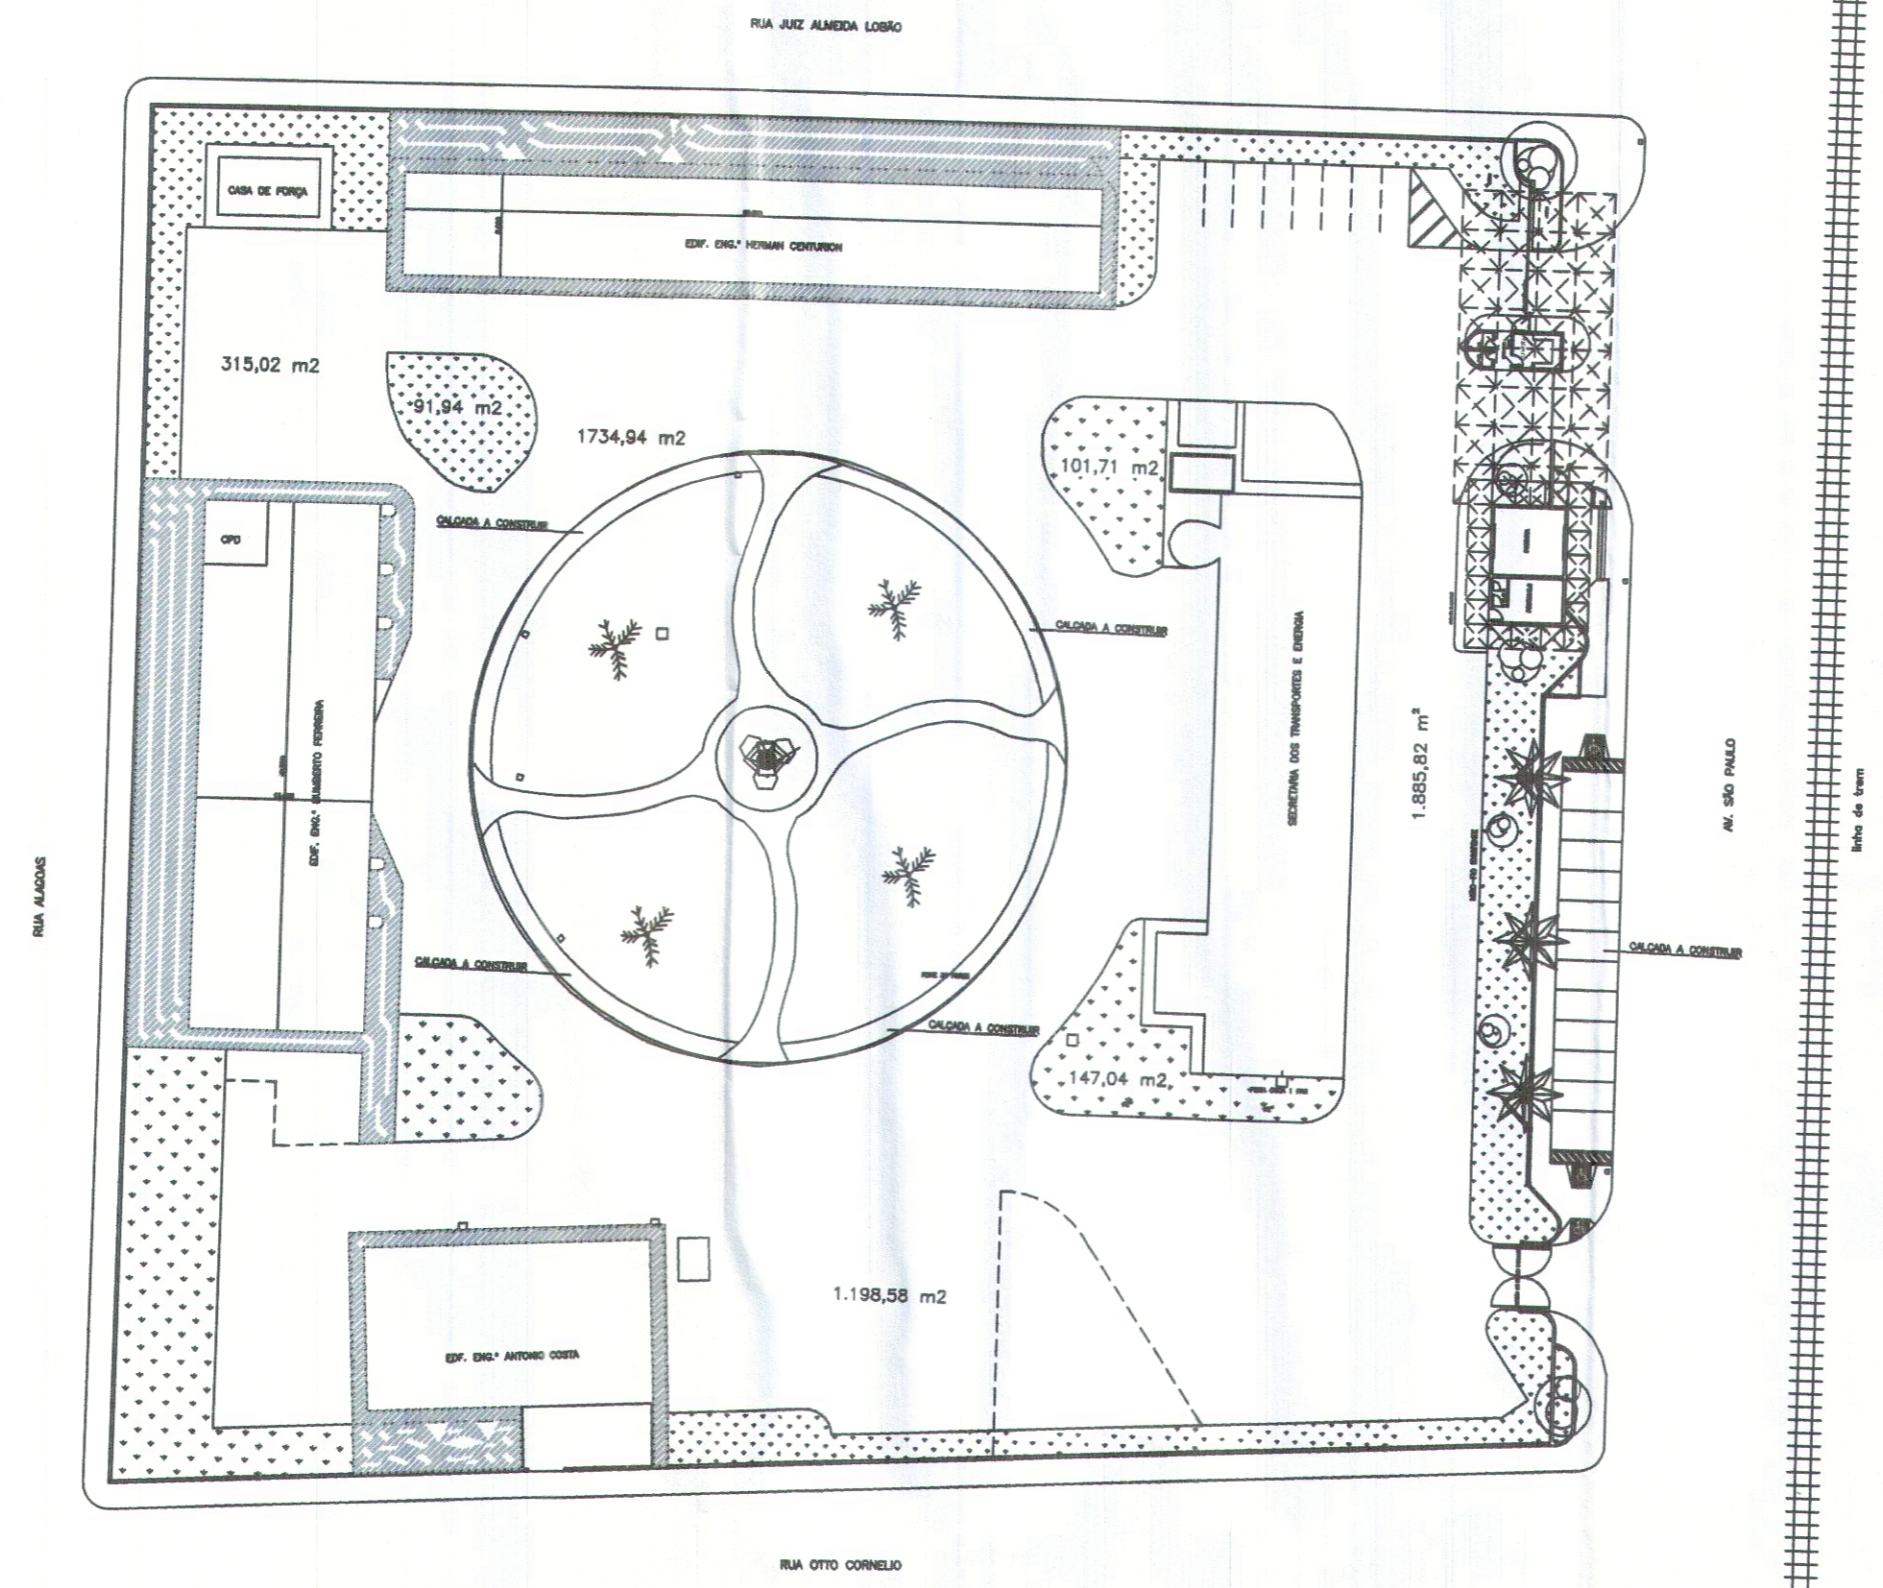 RUA JUIZ ALMEIDA LOBÃO
CASA DE FORÇA
EDIF. ENG.º HERMAN CENTURION
315,02 m2
91,94 m2
1734,94 m2
101,71 m2
CALÇADA A CONSTRUIR
CPD
CALÇADA A CONSTRUIR
SECRETARIA DOS TRANSPORTES E ENERGIA
1.885,82 m²
AV. SÃO PAULO
linha de trem
EDIF. ENG.º HUMBERTO FERREIRA
RUA ALAGOAS
CALÇADA A CONSTRUIR
CALÇADA A CONSTRUIR
CALÇADA A CONSTRUIR
147,04 m2
1.198,58 m2
EDF. ENG.º ANTONIO COSTA
RUA OTTO CORNELIO